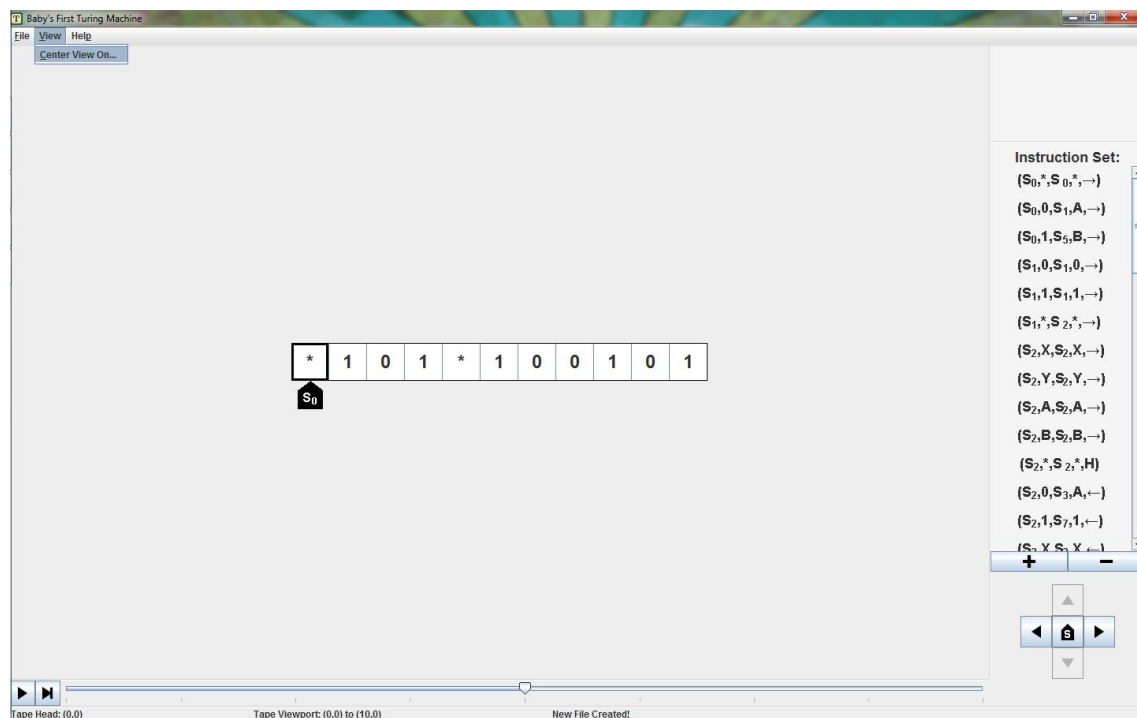 Baby's First Turing Machine
File View Help
Center View On...
* 1 0 1 * 1 0 0 1 0 1
S₀
Instruction Set:
(S₀,*,S₀,*,→)
(S₀,0,S₁,A,→)
(S₀,1,S₅,B,→)
(S₁,0,S₁,0,→)
(S₁,1,S₁,1,→)
(S₁,*,S₂,*,→)
(S₂,X,S₂,X,→)
(S₂,Y,S₂,Y,→)
(S₂,A,S₂,A,→)
(S₂,B,S₂,B,→)
(S₂,*,S₂,*,H)
(S₂,0,S₃,A,←)
(S₂,1,S₇,1,←)
+ −
S
Tape Head: (0,0) Tape Viewport: (0,0) to (10,0) New File Created!